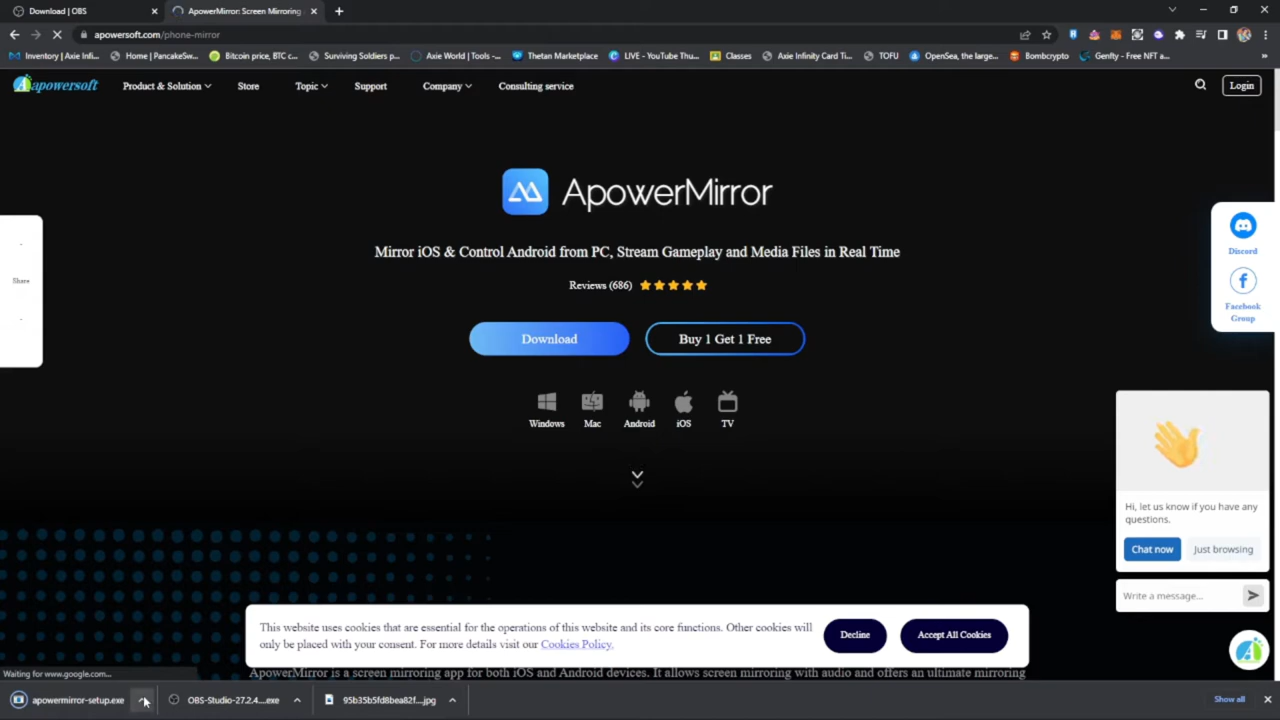 Download | OBS
ApowerMirror: Screen Mirroring
apowersoft.com/phone-mirror
Inventory | Axie Infi...
Home | PancakeSw...
Bitcoin price, BTC c...
Surviving Soldiers p...
Axie World | Tools -...
Thetan Marketplace
LIVE - YouTube Thu...
Classes
Axie Infinity Card Ti...
TOFU
OpenSea, the large...
Bombcrypto
Genfty - Free NFT a...
apowersoft
Product & Solution
Store
Topic
Support
Company
Consulting service
Login
ApowerMirror
Mirror iOS & Control Android from PC, Stream Gameplay and Media Files in Real Time
Reviews (686)
Download
Buy 1 Get 1 Free
Windows
Mac
Android
iOS
TV
Share
Discord
Facebook
Group
Hi, let us know if you have any
questions.
Chat now
Just browsing
Write a message...
This website uses cookies that are essential for the operations of this website and its core functions. Other cookies will
only be placed with your consent. For more details visit our Cookies Policy.
Decline
Accept All Cookies
ApowerMirror is a screen mirroring app for both iOS and Android devices. It allows screen mirroring with audio and offers an ultimate mirroring
Waiting for www.google.com...
apowermirror-setup.exe
OBS-Studio-27.2.4....exe
95b35b5fd8bea82f....jpg
Show all